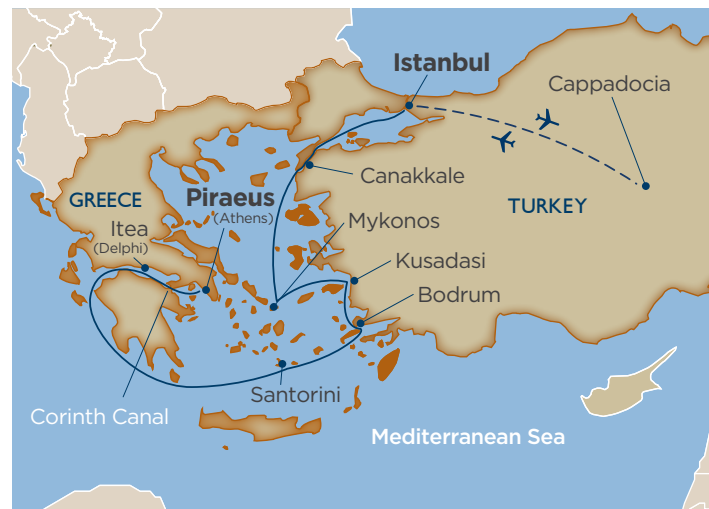 Istanbul
Cappadocia
Canakkale
GREECE
Piraeus
(Athens)
TURKEY
Itea
(Delphi)
Mykonos
Kusadasi
Bodrum
Santorini
Corinth Canal
Mediterranean Sea